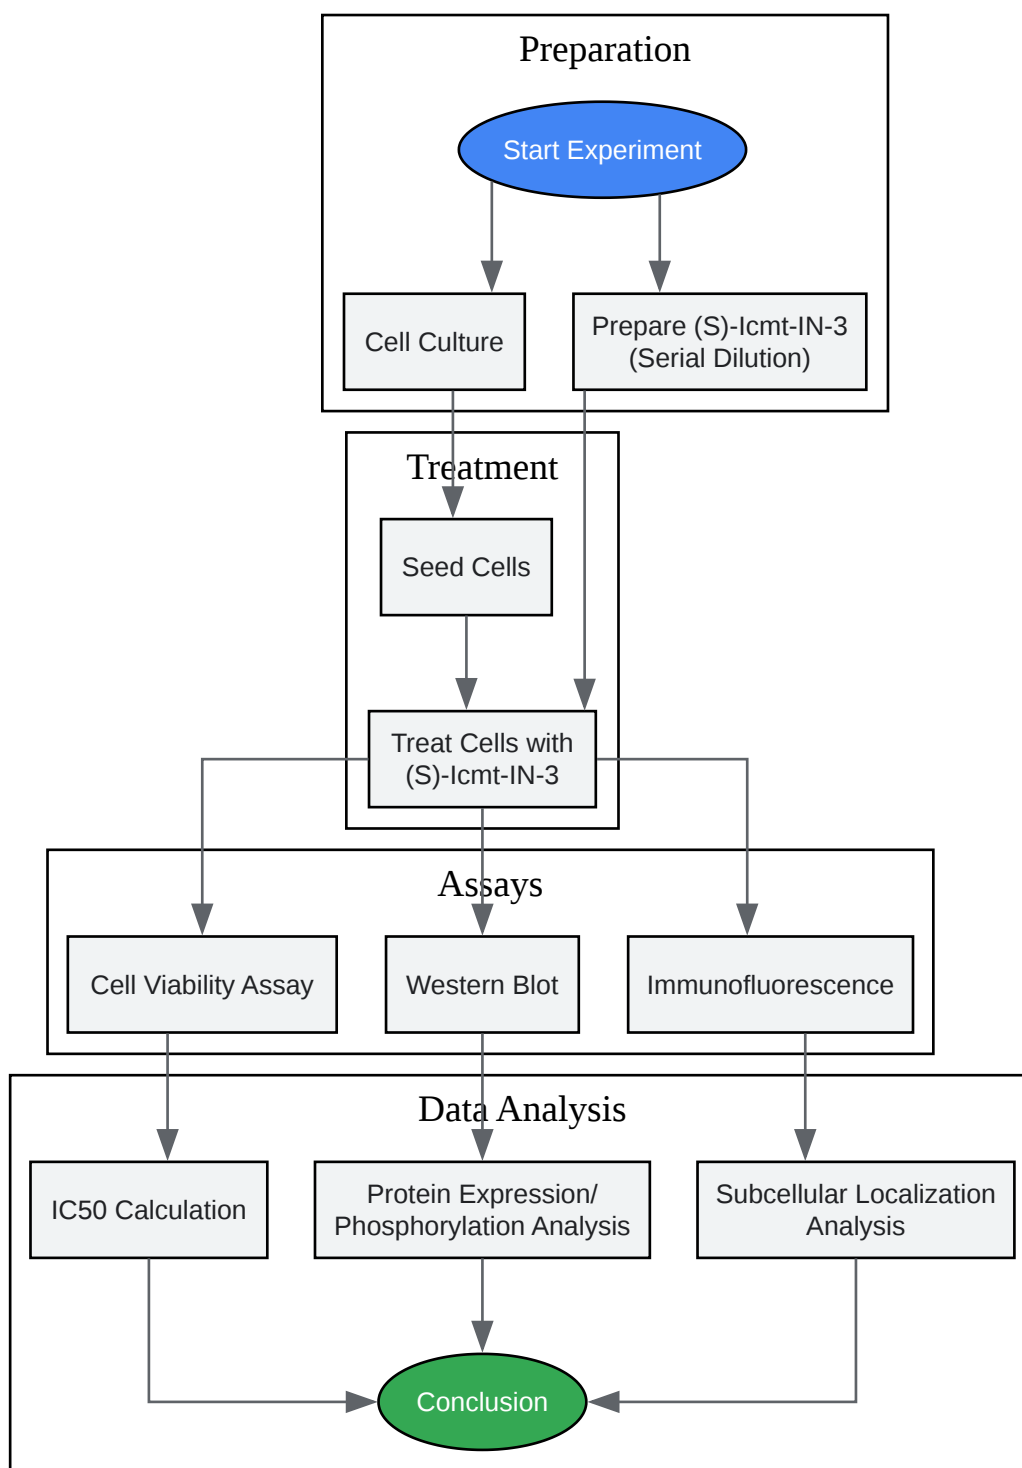 Preparation
Start Experiment
Cell Culture
Prepare (S)-Icmt-IN-3
(Serial Dilution)
Treatment
Seed Cells
Treat Cells with
(S)-Icmt-IN-3
Assays
Cell Viability Assay
Western Blot
Immunofluorescence
Data Analysis
IC50 Calculation
Protein Expression/
Phosphorylation Analysis
Subcellular Localization
Analysis
Conclusion